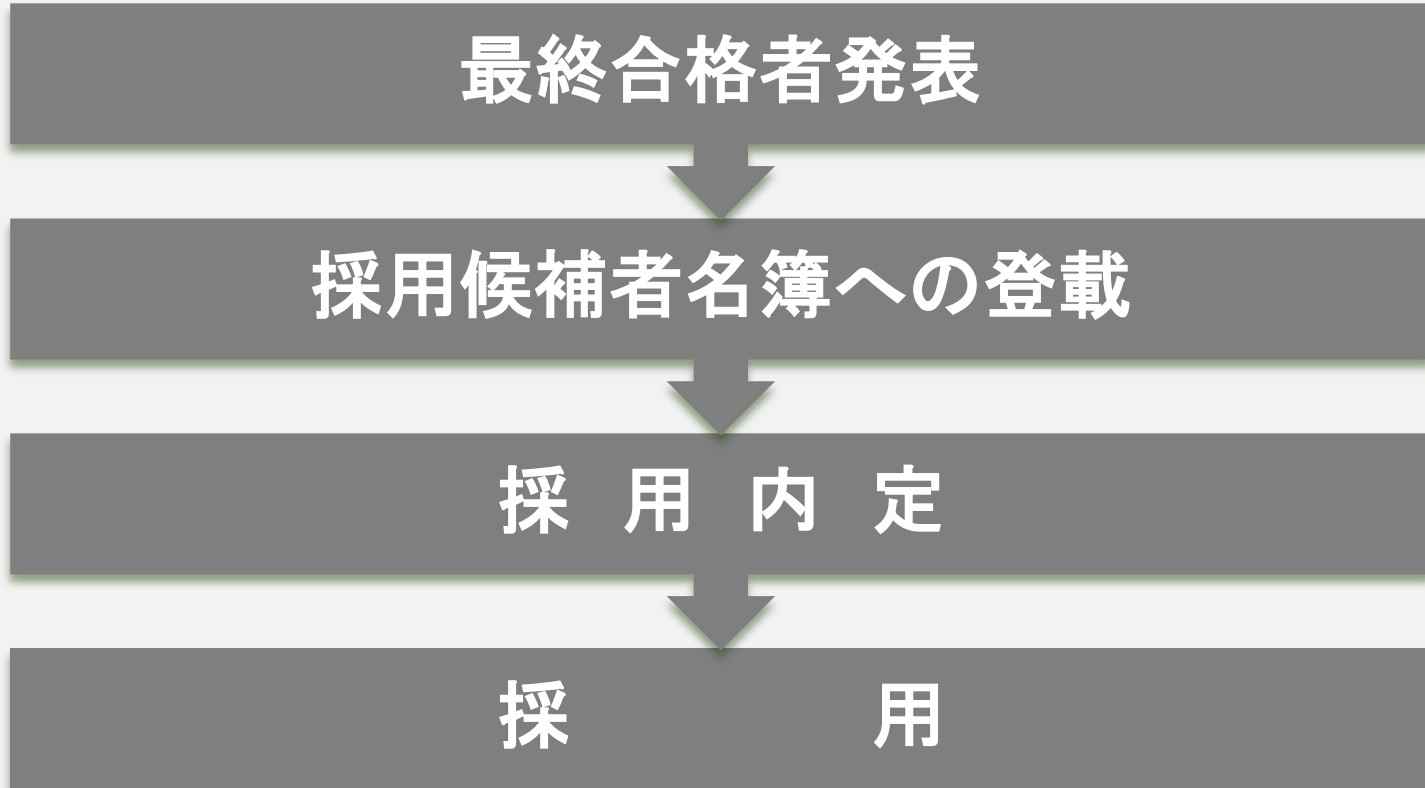 最終合格者発表
採用候補者名簿への登載
採　用　内　定
採　　　　　用